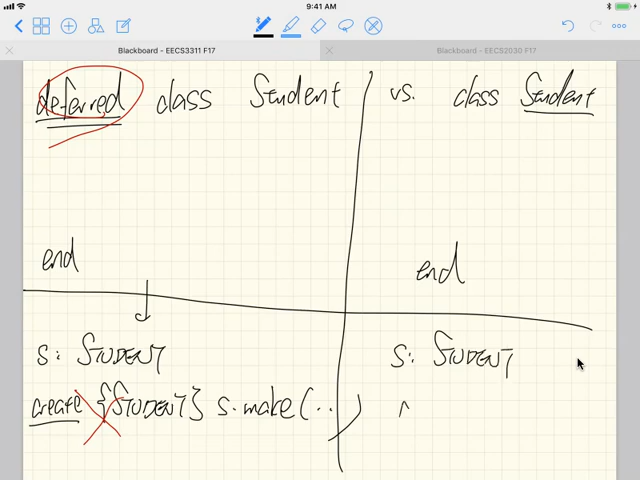 9:41 AM
Blackboard - EECS3311 F17
Blackboard - EECS2030 F17
deferred class Student vs. class Student
end end
s: STUDENT s: STUDENT
create {STUDENT} s.make(..)